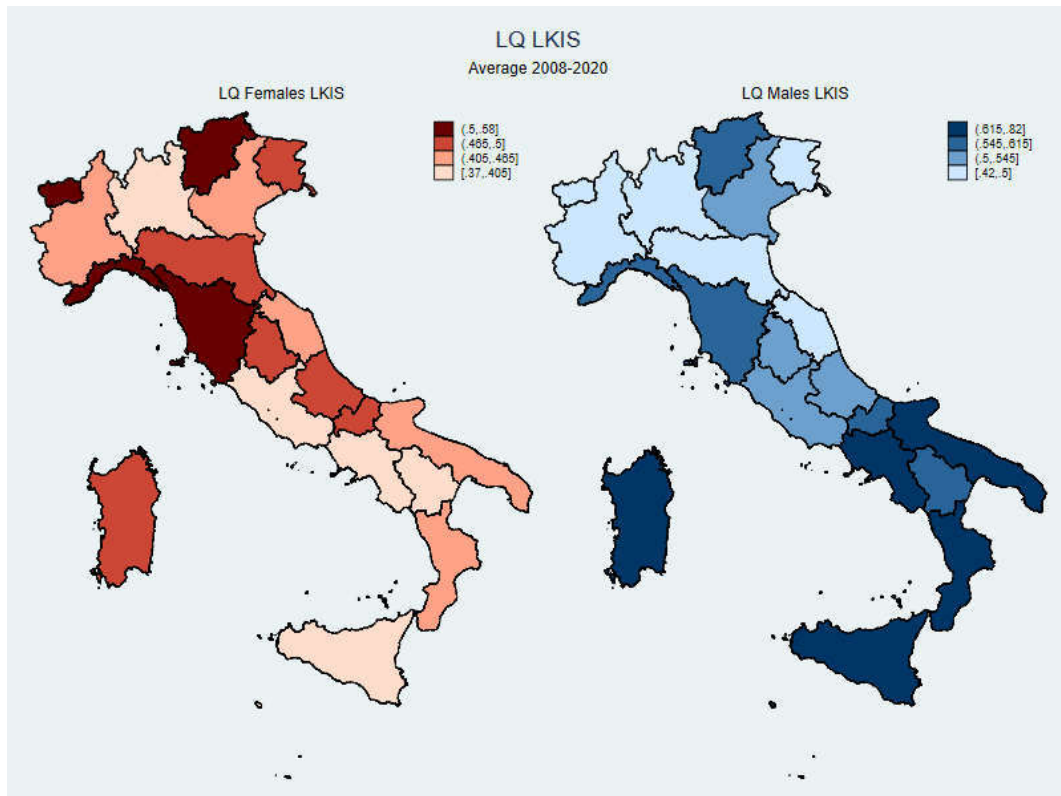 LQ LKIS
Average 2008-2020
LQ Females LKIS
(.5,.58]
(.465,.5]
(.405,.465]
[.37,.405]
LQ Males LKIS
(.615,.82]
(.545,.615]
(.5,.545]
[.42,.5]